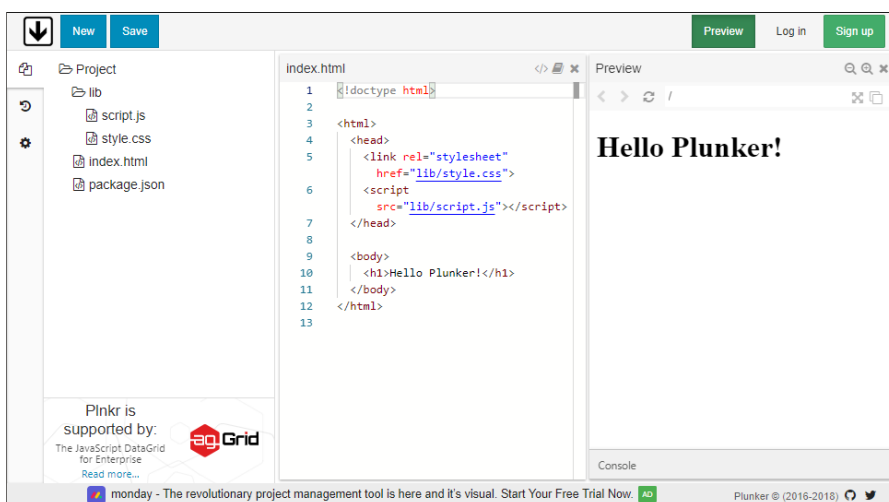 New Save Preview Log in Sign up
Project
lib
script.js
style.css
index.html
package.json
Plnkr is
supported by:
The JavaScript DataGrid
for Enterprise
Read more...
ag Grid
index.html
1 <!doctype html>
2
3 <html>
4 <head>
5 <link rel="stylesheet"
href="lib/style.css">
6 <script
src="lib/script.js"></script>
7 </head>
8
9 <body>
10 <h1>Hello Plunker!</h1>
11 </body>
12 </html>
13
Preview
/
Hello Plunker!
Console
monday - The revolutionary project management tool is here and it's visual. Start Your Free Trial Now. AD
Plunker © (2016-2018)